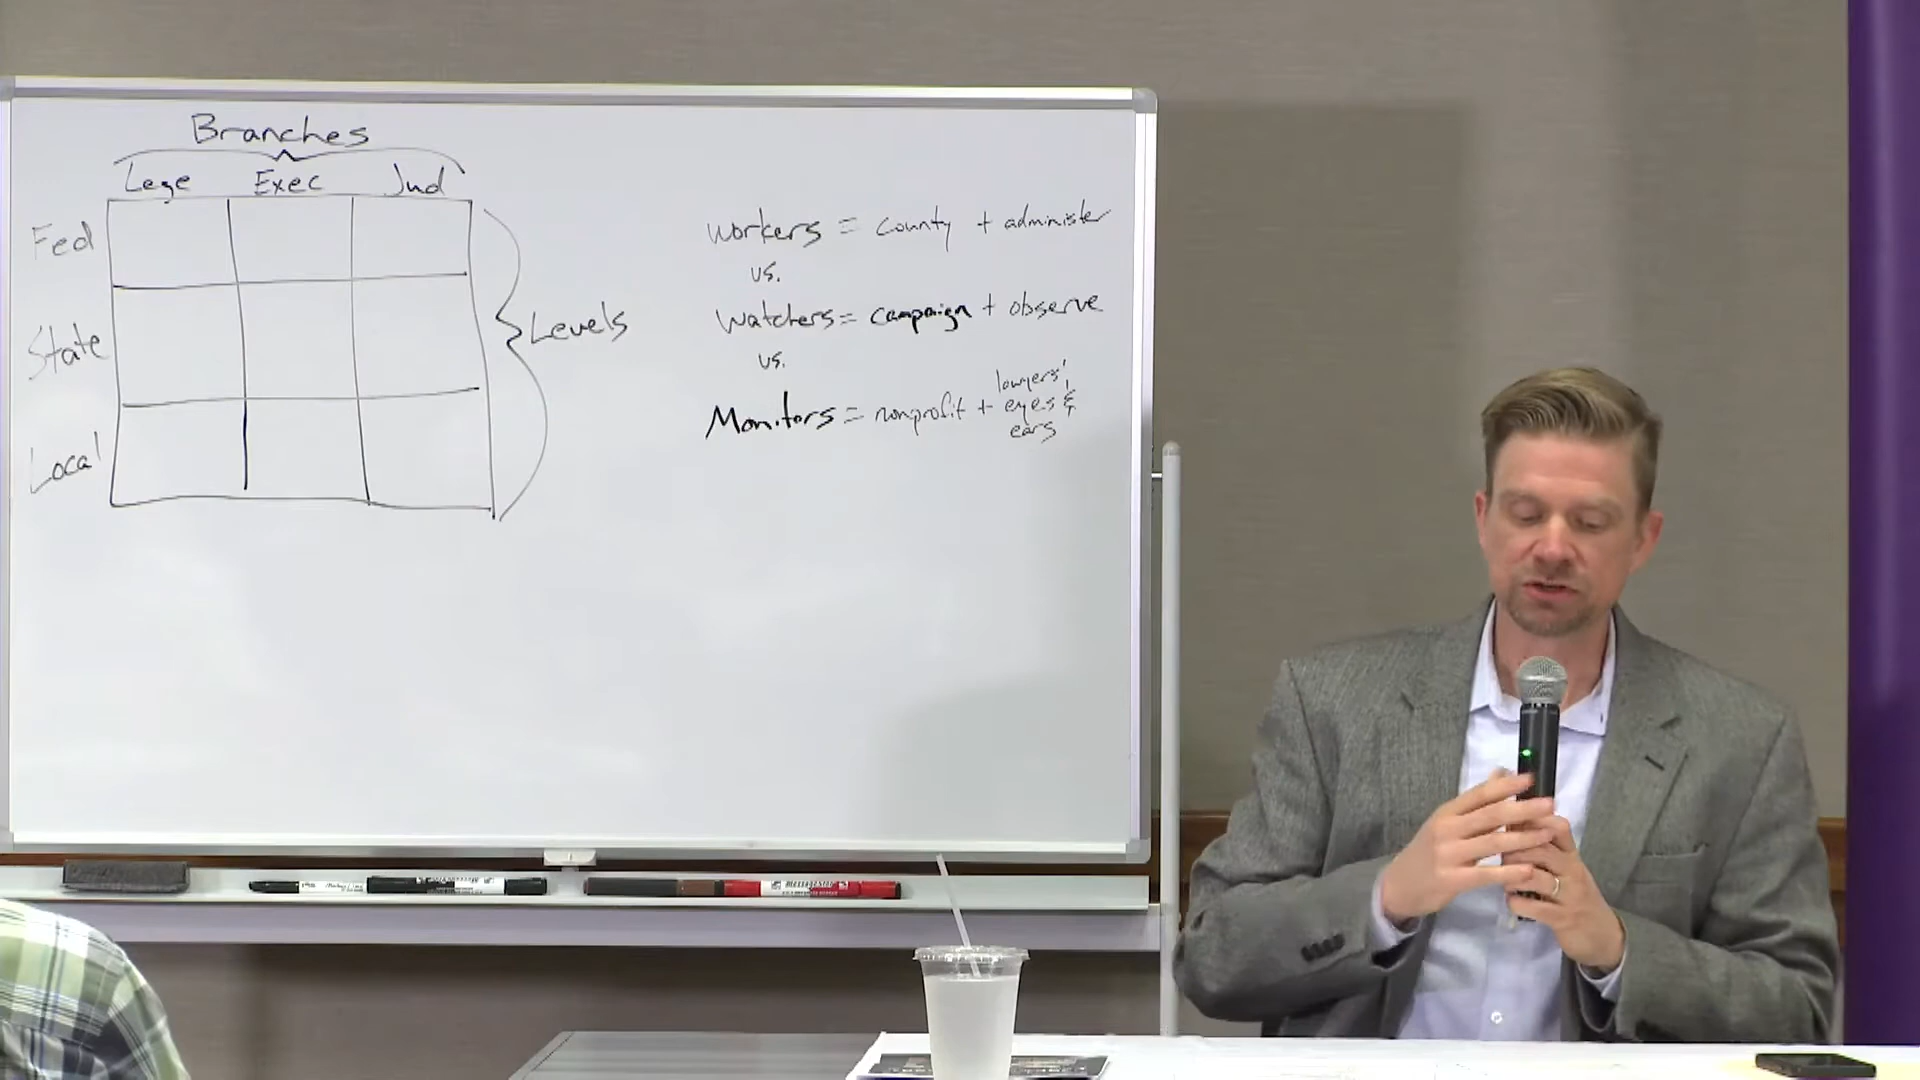 Branches
Lege Exec Jud
Fed
State
Local
Levels
workers = county + administer
vs.
watchers = campaign + observe
vs.
Monitors = nonprofit + lawyers' eyes & ears